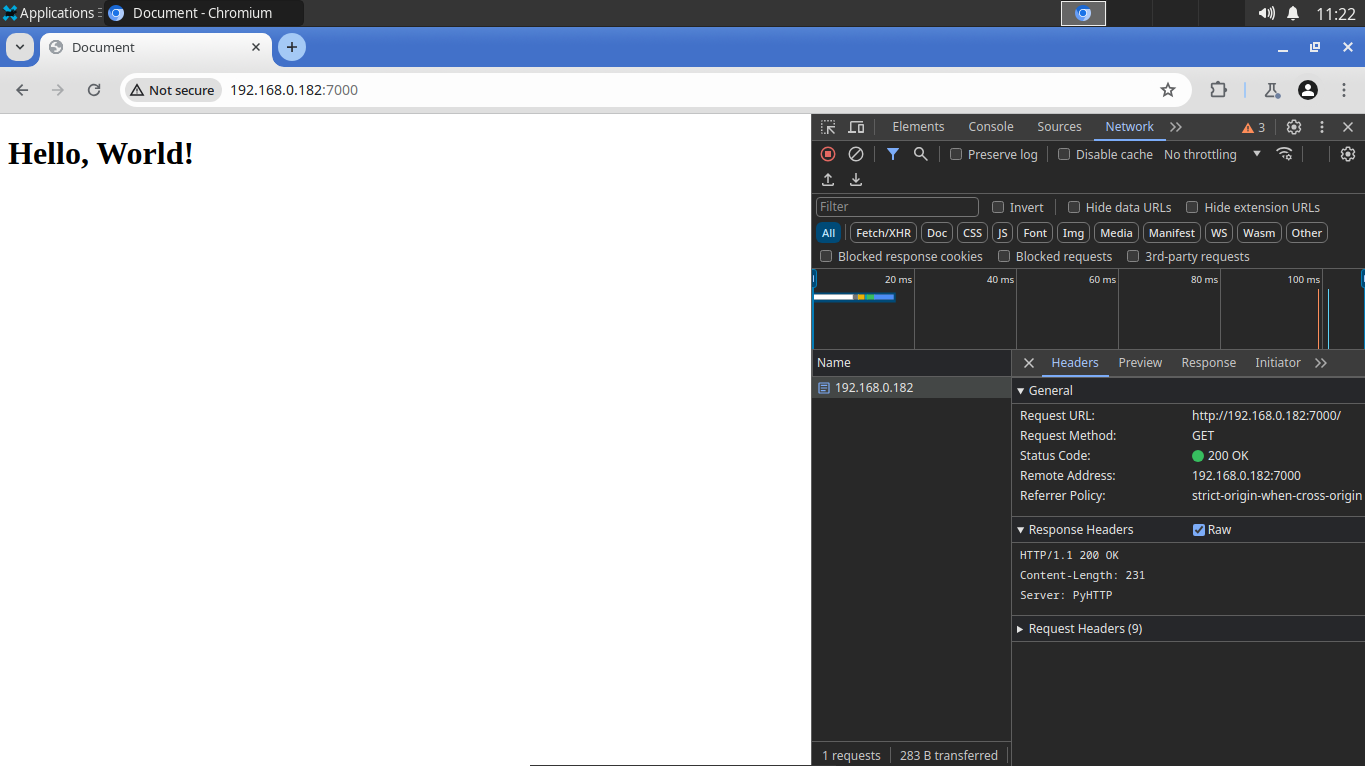 Applications Document - Chromium 11:22
Document
Not secure 192.168.0.182:7000
Hello, World!
Elements Console Sources Network 3
Preserve log Disable cache No throttling
Filter Invert Hide data URLs Hide extension URLs
All Fetch/XHR Doc CSS JS Font Img Media Manifest WS Wasm Other
Blocked response cookies Blocked requests 3rd-party requests
20 ms 40 ms 60 ms 80 ms 100 ms
Name Headers Preview Response Initiator
192.168.0.182
General
Request URL: http://192.168.0.182:7000/
Request Method: GET
Status Code: 200 OK
Remote Address: 192.168.0.182:7000
Referrer Policy: strict-origin-when-cross-origin
Response Headers Raw
HTTP/1.1 200 OK
Content-Length: 231
Server: PyHTTP
Request Headers (9)
1 requests 283 B transferred